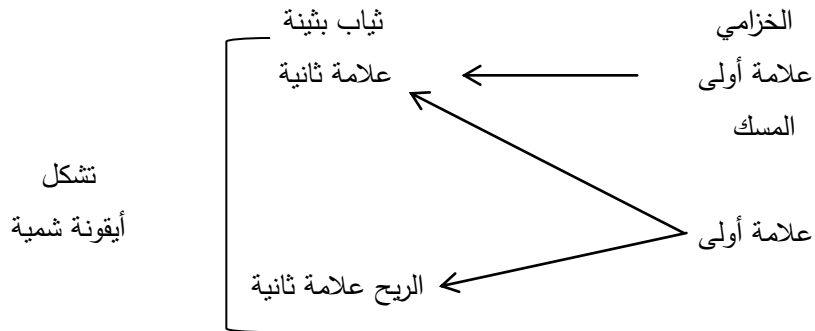 الخزامي
ثياب بثينة
علامة أولى
علامة ثانية
المسك
تشكل
أيقونة شمية
علامة أولى
الريح علامة ثانية